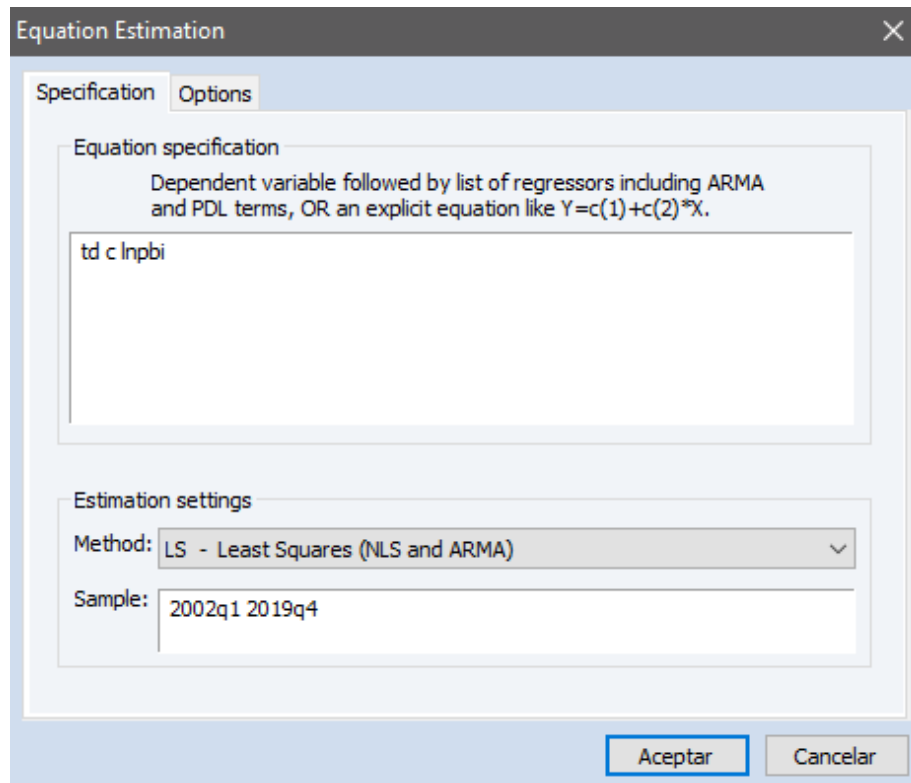 Equation Estimation
Specification
Options
Equation specification
Dependent variable followed by list of regressors including ARMA
and PDL terms, OR an explicit equation like Y=c(1)+c(2)*X.
td c lnpbi
Estimation settings
Method: LS - Least Squares (NLS and ARMA)
Sample: 2002q1 2019q4
Aceptar
Cancelar